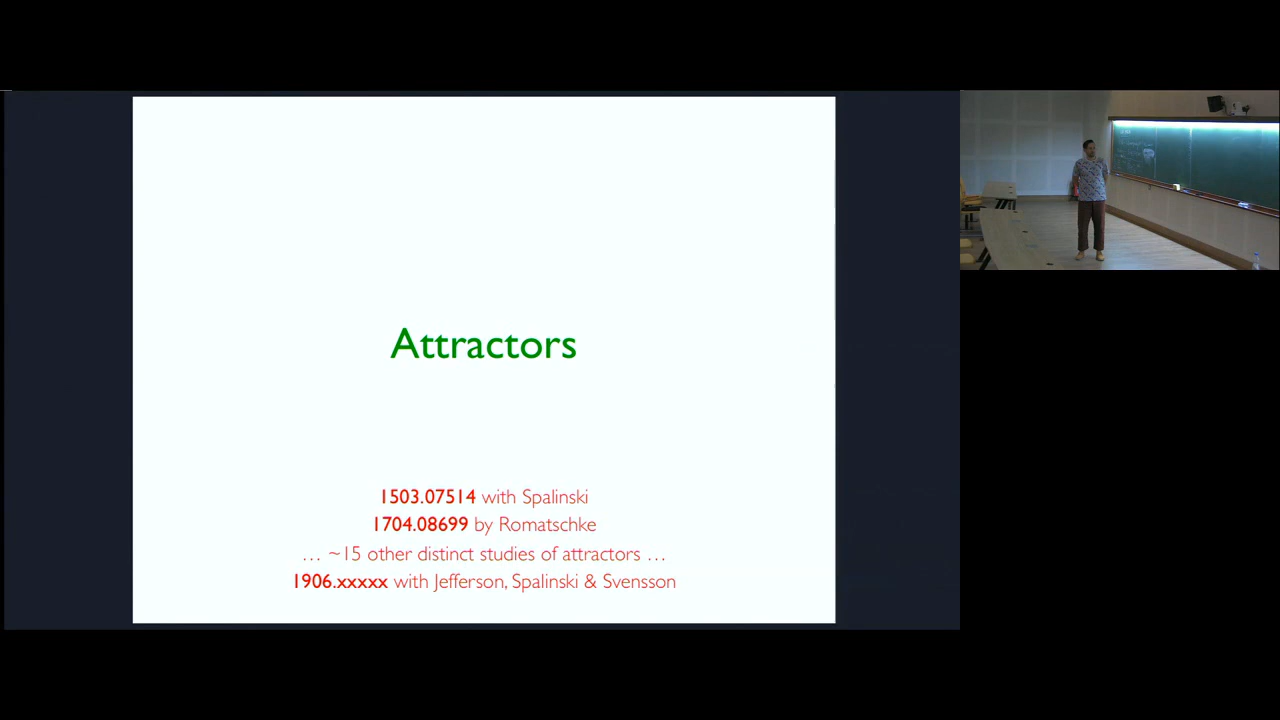 Attractors
1503.07514 with Spalinski
1704.08699 by Romatschke
… ~15 other distinct studies of attractors …
1906.xxxxx with Jefferson, Spalinski & Svensson